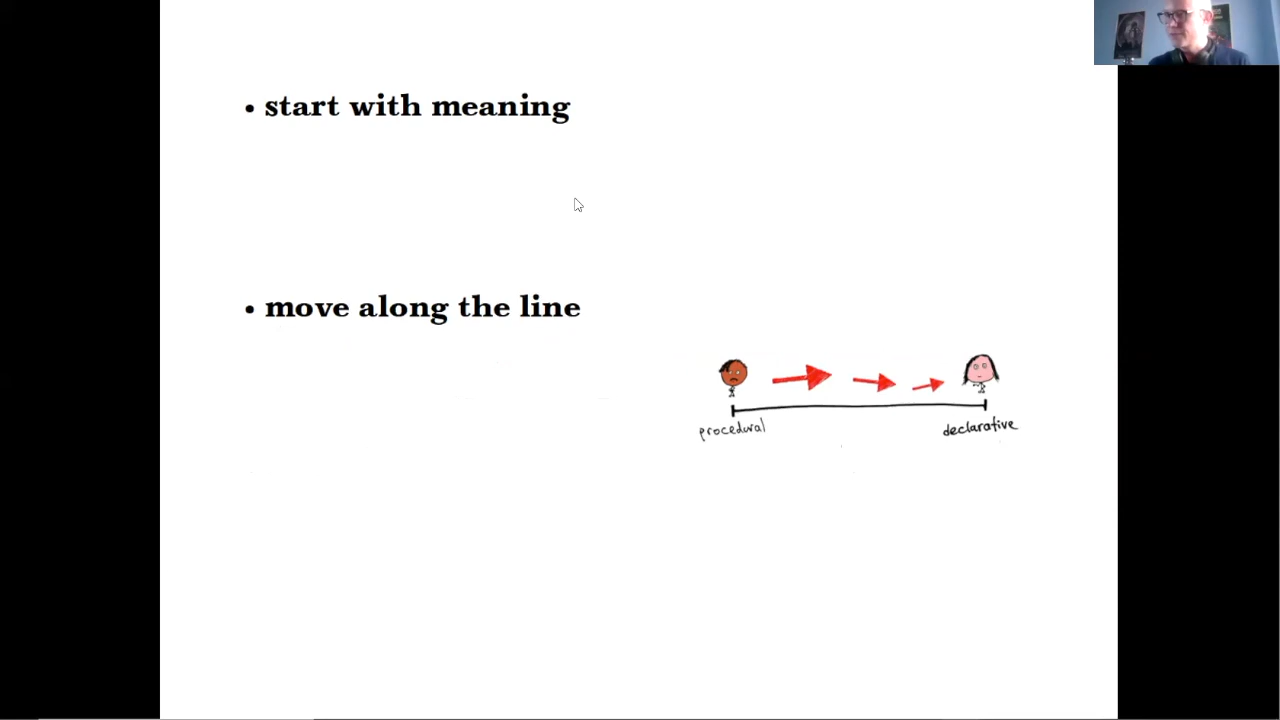 • start with meaning
• move along the line
procedural
declarative